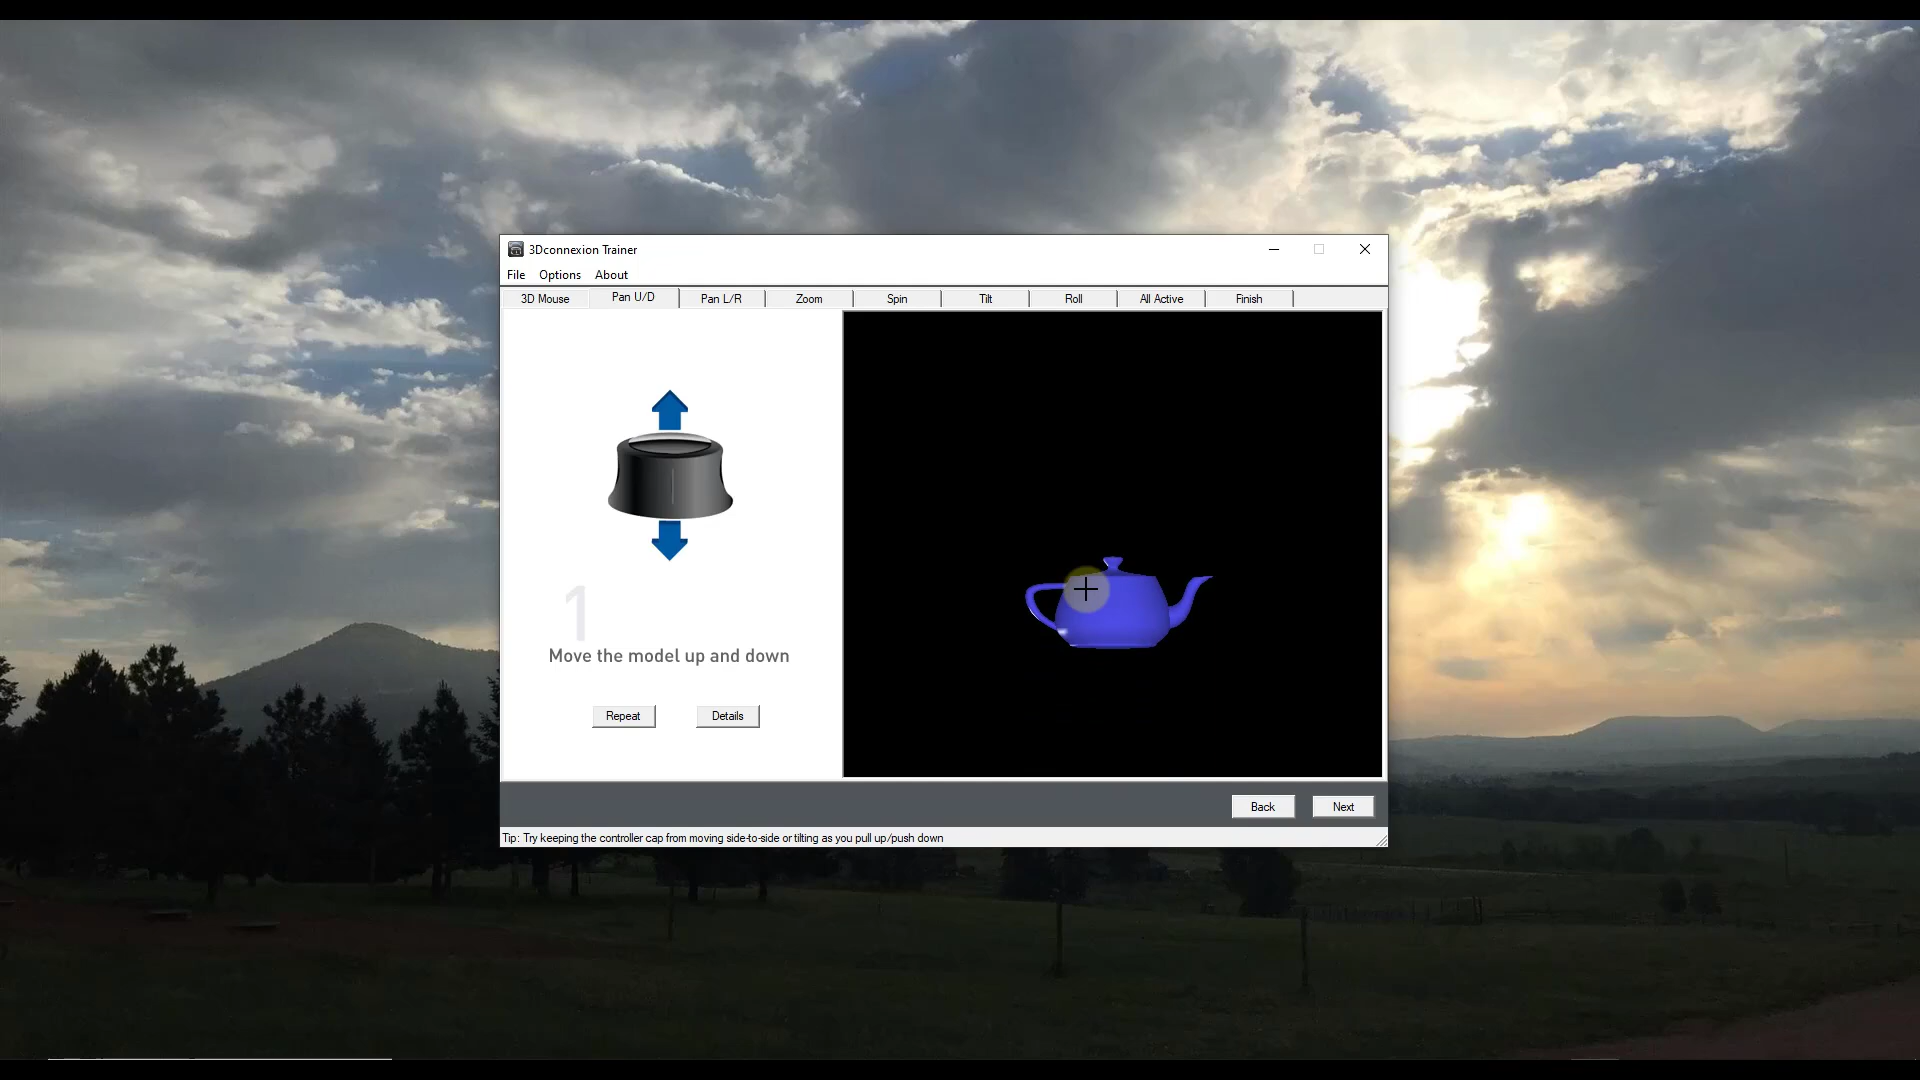 3Dconnexion Trainer
File Options About
3D Mouse Pan U/D Pan L/R Zoom Spin Tilt Roll All Active Finish
1
Move the model up and down
Repeat Details
Back Next
Tip: Try keeping the controller cap from moving side-to-side or tilting as you pull up/push down